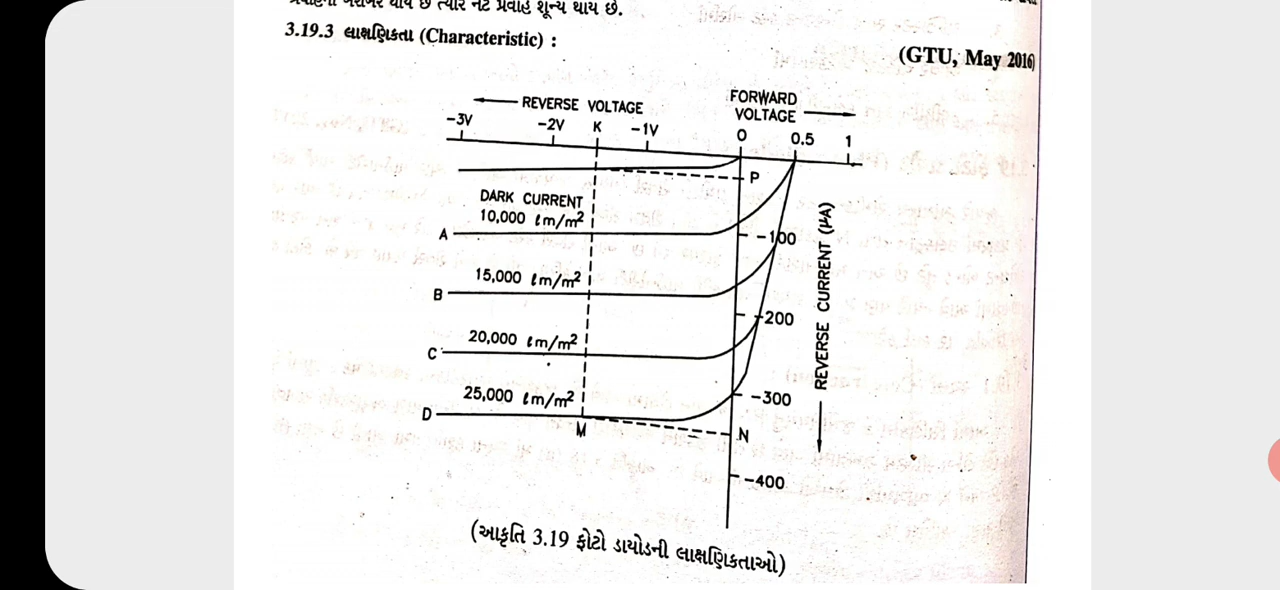 થાય છે ત્યારે નેટ પ્રવાહ શૂન્ય થાય છે.
3.19.3 લાક્ષણિકતા (Characteristic) :
(GTU, May 2016)
REVERSE VOLTAGE
FORWARD
VOLTAGE
-3V -2V K -1V 0 0.5 1
P
DARK CURRENT
10,000 lm/m²
A
-100
15,000 lm/m²
B
-200
20,000 lm/m²
C
25,000 lm/m²
-300
D
M
N
-400
REVERSE CURRENT (μA)
(આકૃતિ 3.19 ફોટો ડાયોડની લાક્ષણિકતાઓ)